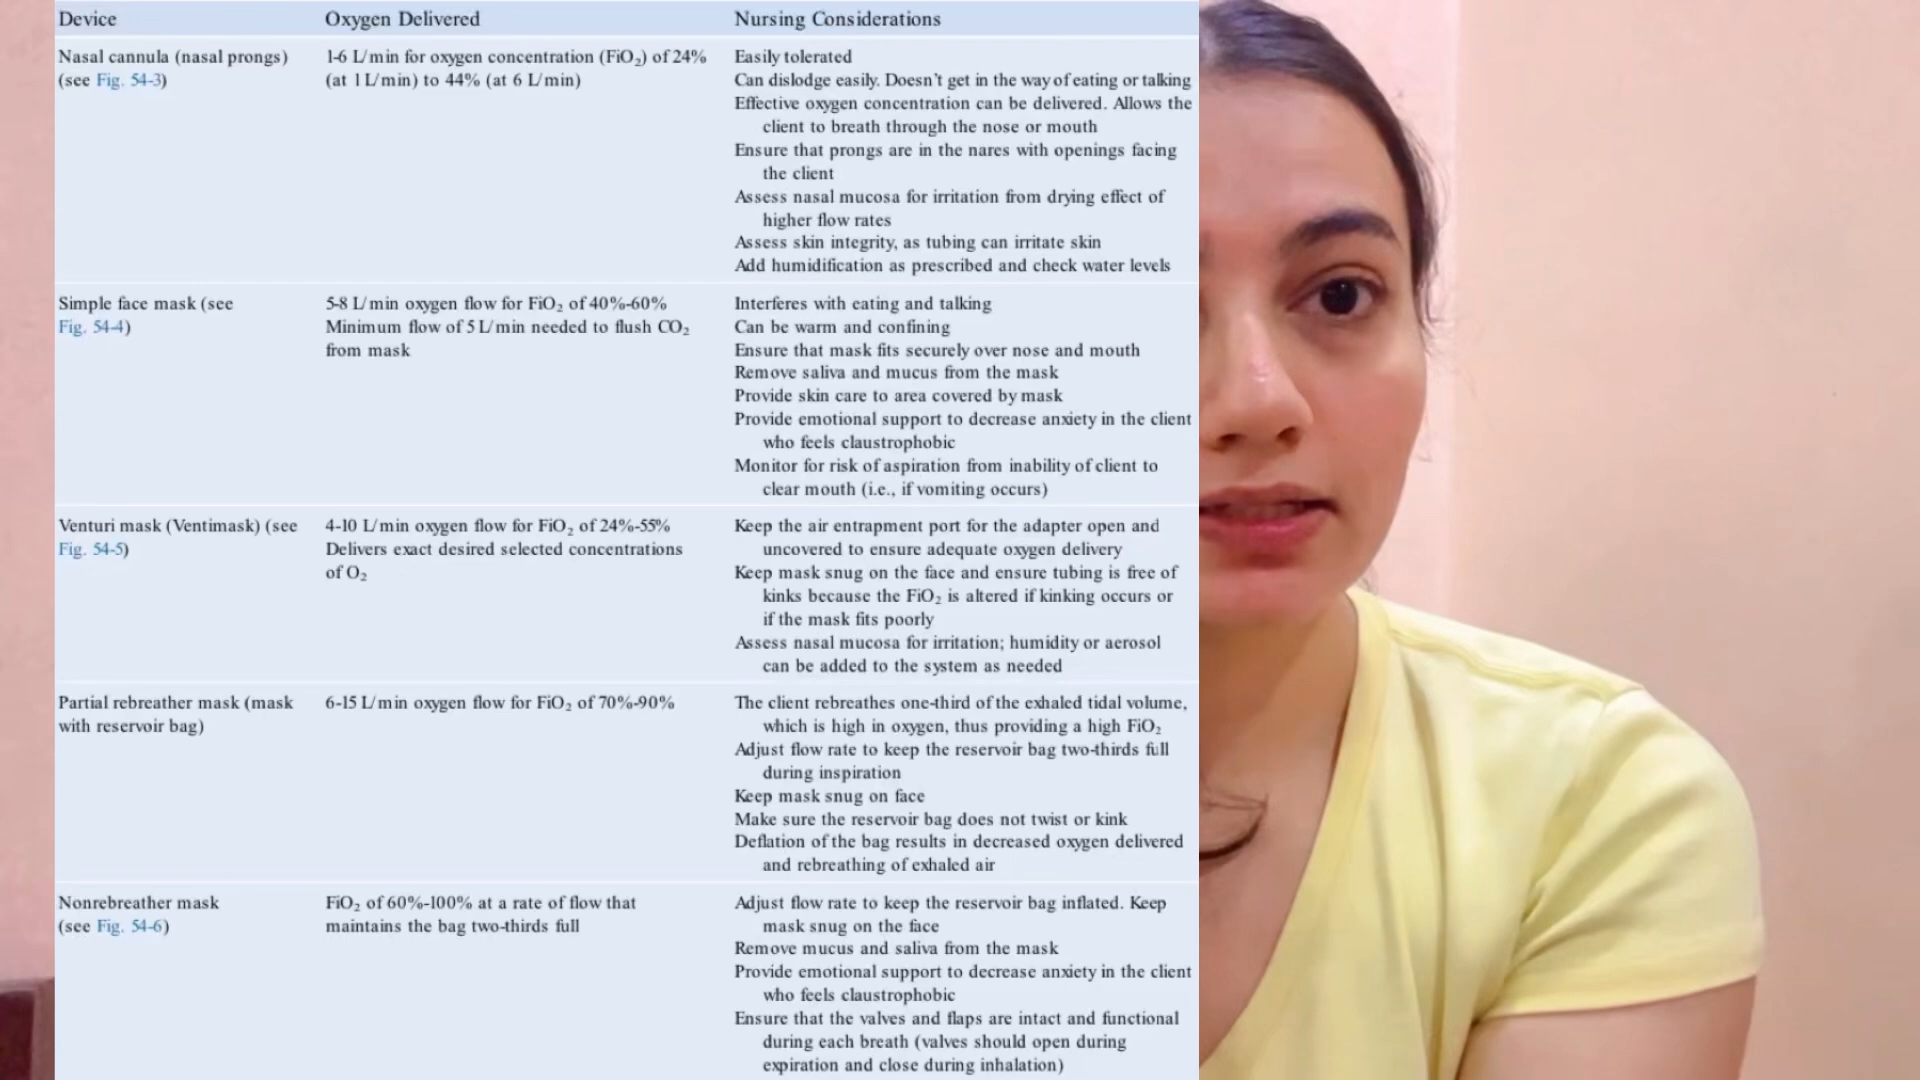 Device Oxygen Delivered Nursing Considerations
Nasal cannula (nasal prongs)
(see Fig. 54-3)
1-6 L/min for oxygen concentration (FiO₂) of 24%
(at 1 L/min) to 44% (at 6 L/min)
Easily tolerated
Can dislodge easily. Doesn't get in the way of eating or talking
Effective oxygen concentration can be delivered. Allows the
client to breath through the nose or mouth
Ensure that prongs are in the nares with openings facing
the client
Assess nasal mucosa for irritation from drying effect of
higher flow rates
Assess skin integrity, as tubing can irritate skin
Add humidification as prescribed and check water levels
Simple face mask (see
Fig. 54-4)
5-8 L/min oxygen flow for FiO₂ of 40%-60%
Minimum flow of 5 L/min needed to flush CO₂
from mask
Interferes with eating and talking
Can be warm and confining
Ensure that mask fits securely over nose and mouth
Remove saliva and mucus from the mask
Provide skin care to area covered by mask
Provide emotional support to decrease anxiety in the client
who feels claustrophobic
Monitor for risk of aspiration from inability of client to
clear mouth (i.e., if vomiting occurs)
Venturi mask (Ventimask) (see
Fig. 54-5)
4-10 L/min oxygen flow for FiO₂ of 24%-55%
Delivers exact desired selected concentrations
of O₂
Keep the air entrapment port for the adapter open and
uncovered to ensure adequate oxygen delivery
Keep mask snug on the face and ensure tubing is free of
kinks because the FiO₂ is altered if kinking occurs or
if the mask fits poorly
Assess nasal mucosa for irritation; humidity or aerosol
can be added to the system as needed
Partial rebreather mask (mask
with reservoir bag)
6-15 L/min oxygen flow for FiO₂ of 70%-90%
The client rebreathes one-third of the exhaled tidal volume,
which is high in oxygen, thus providing a high FiO₂
Adjust flow rate to keep the reservoir bag two-thirds full
during inspiration
Keep mask snug on face
Make sure the reservoir bag does not twist or kink
Deflation of the bag results in decreased oxygen delivered
and rebreathing of exhaled air
Nonrebreather mask
(see Fig. 54-6)
FiO₂ of 60%-100% at a rate of flow that
maintains the bag two-thirds full
Adjust flow rate to keep the reservoir bag inflated. Keep
mask snug on the face
Remove mucus and saliva from the mask
Provide emotional support to decrease anxiety in the client
who feels claustrophobic
Ensure that the valves and flaps are intact and functional
during each breath (valves should open during
expiration and close during inhalation)